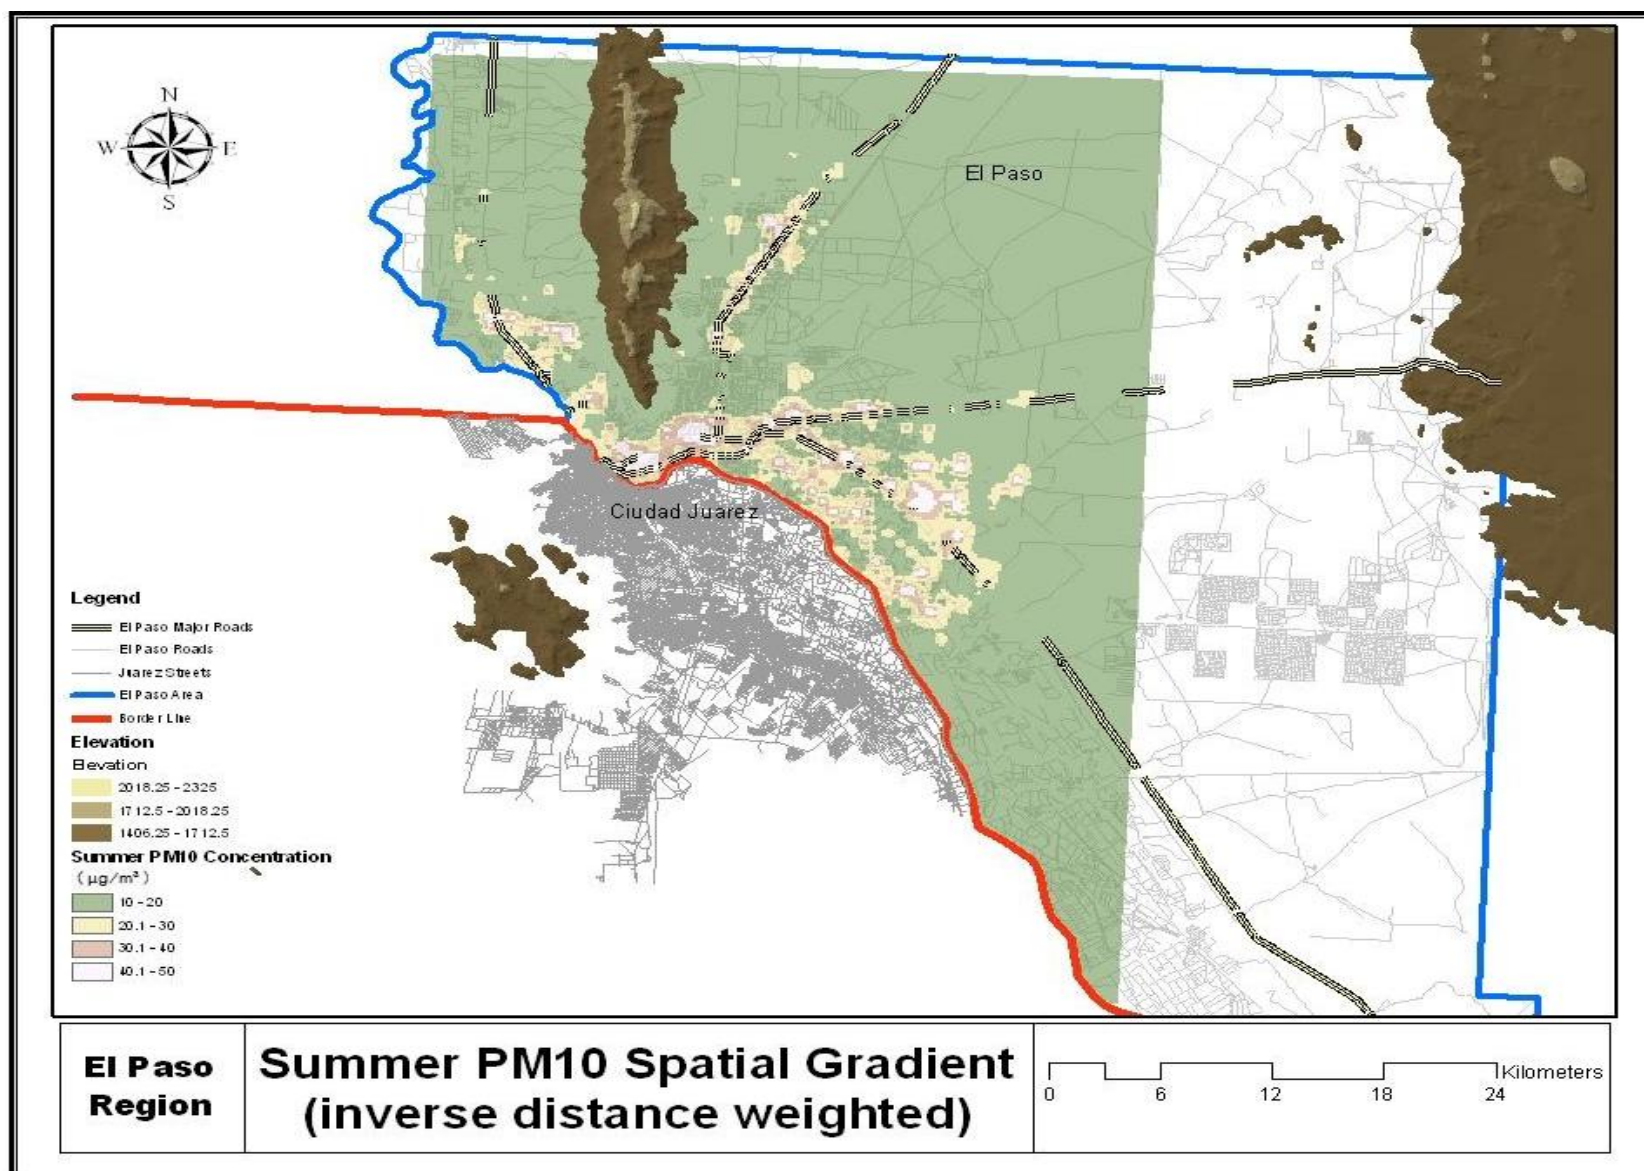 N
W E
S
El Paso
Ciudad Juarez
Legend
El Paso Major Roads
El Paso Roads
Juarez Streets
El Paso Area
Border Line
Elevation
Elevation
2018.25 - 2325
1712.5 - 2018.25
1406.25 - 1712.5
Summer PM10 Concentration
(µg/m³)
10 - 20
20.1 - 30
30.1 - 40
40.1 - 50
El Paso
Region
Summer PM10 Spatial Gradient
(inverse distance weighted)
Kilometers
0 6 12 18 24